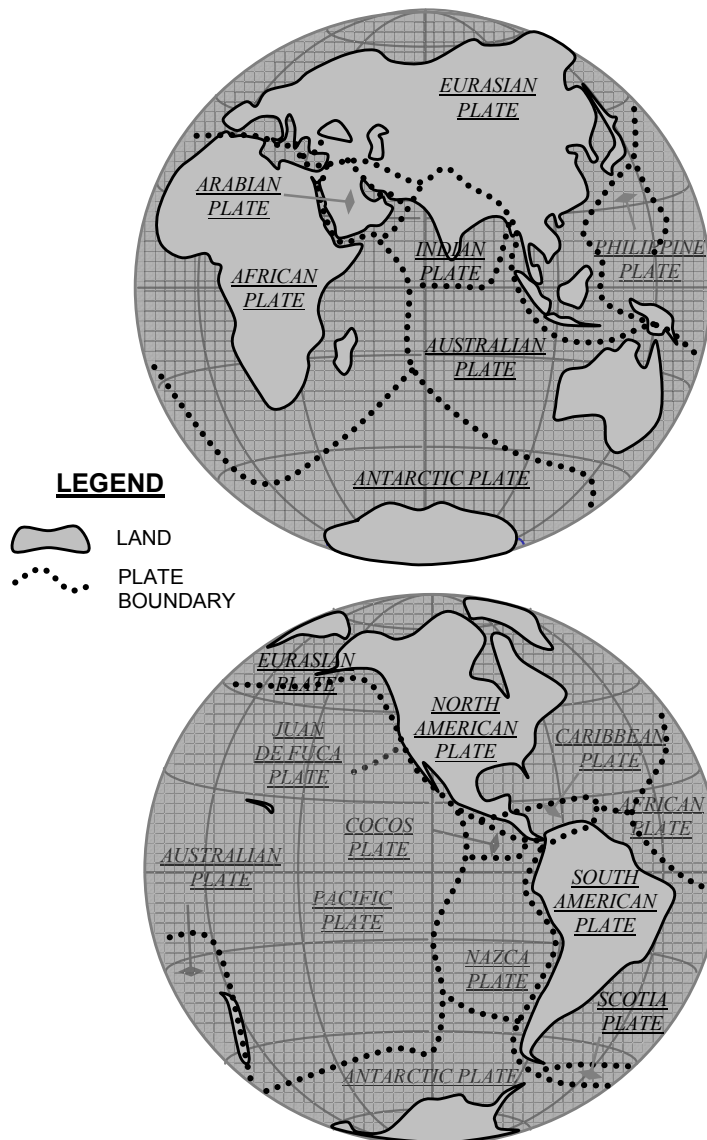 EURASIAN
PLATE
ARABIAN
PLATE
PHILIPPINE
PLATE
INDIAN
PLATE
AFRICAN
PLATE
AUSTRALIAN
PLATE
ANTARCTIC PLATE
LEGEND
LAND
PLATE
BOUNDARY
EURASIAN
PLATE
NORTH
AMERICAN
PLATE
JUAN
DE FUCA
PLATE
CARIBBEAN
PLATE
AFRICAN
PLATE
COCOS
PLATE
AUSTRALIAN
PLATE
PACIFIC
PLATE
SOUTH
AMERICAN
PLATE
NAZCA
PLATE
SCOTIA
PLATE
ANTARCTIC PLATE